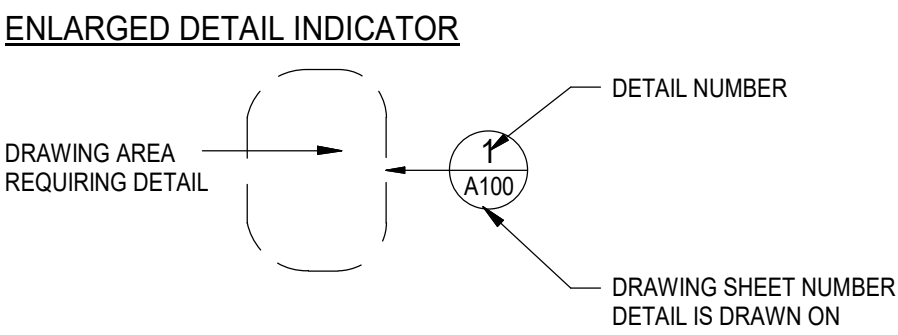 ENLARGED DETAIL INDICATOR
DETAIL NUMBER
DRAWING AREA
REQUIRING DETAIL
1
A100
DRAWING SHEET NUMBER
DETAIL IS DRAWN ON